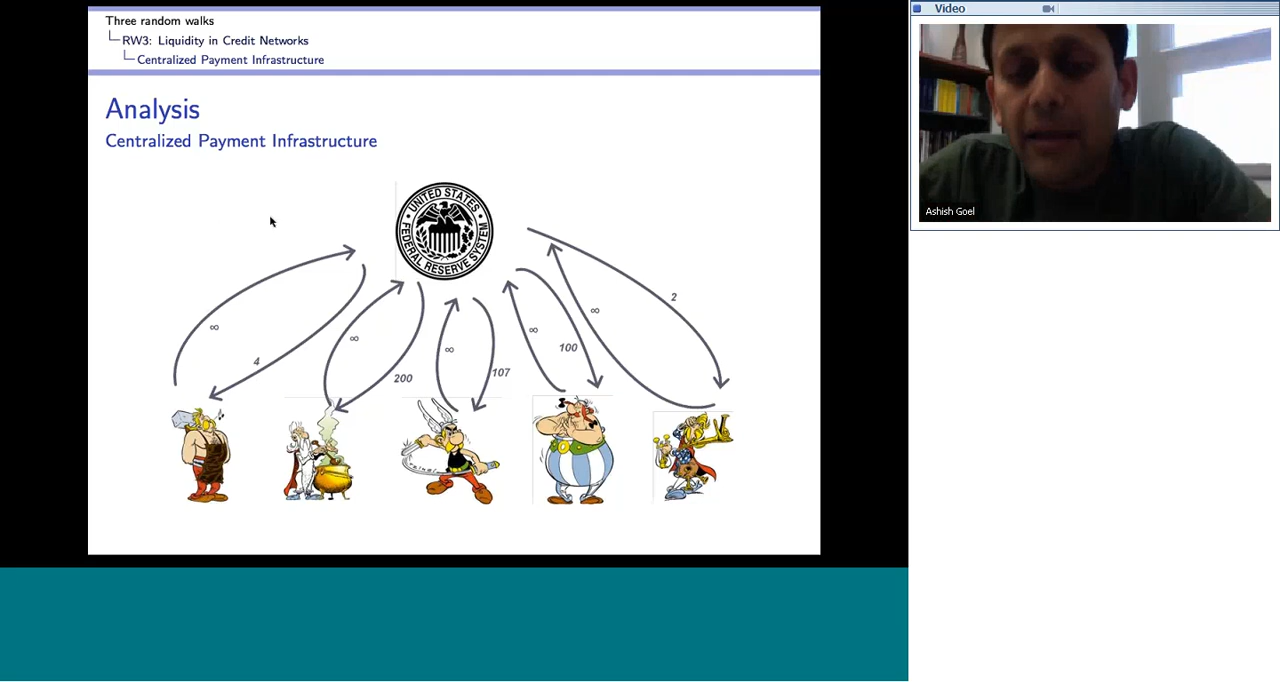 Three random walks
RW3: Liquidity in Credit Networks
Centralized Payment Infrastructure
Analysis
Centralized Payment Infrastructure
UNITED STATES
FEDERAL RESERVE SYSTEM
∞
4
∞
200
∞
107
∞
100
∞
2
Video
Ashish Goel